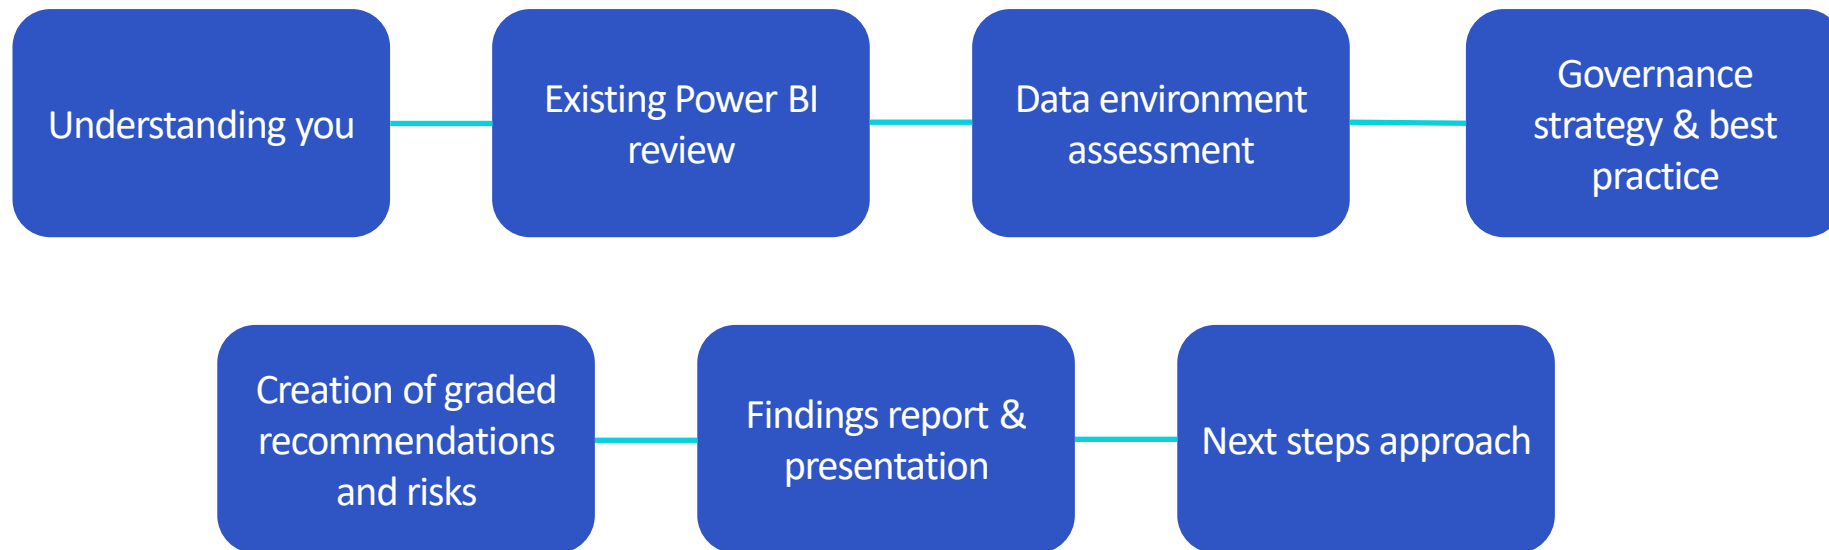 Understanding you
Existing Power BI
review
Data environment
assessment
Governance
strategy & best
practice
Creation of graded
recommendations
and risks
Findings report &
presentation
Next steps approach